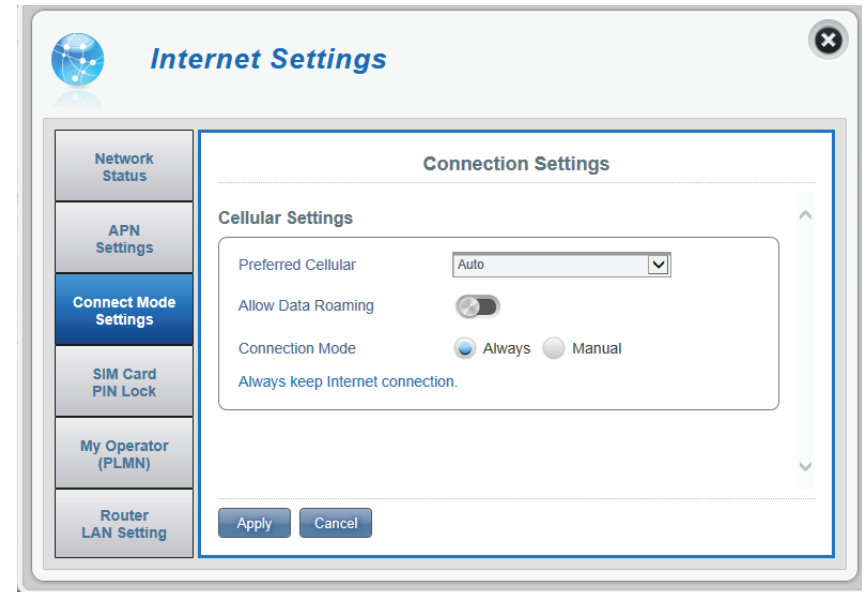 Internet Settings
Network
Status
APN
Settings
Connect Mode
Settings
SIM Card
PIN Lock
My Operator
(PLMN)
Router
LAN Setting
Connection Settings
Cellular Settings
Preferred Cellular Auto
Allow Data Roaming
Connection Mode Always Manual
Always keep Internet connection.
Apply Cancel